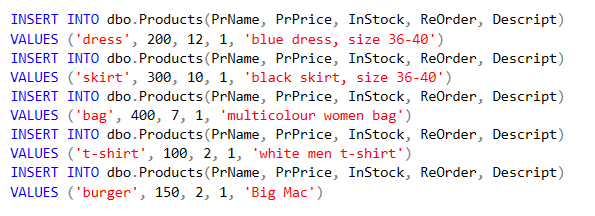 INSERT INTO dbo.Products(PrName, PrPrice, InStock, ReOrder, Descript)
VALUES ('dress', 200, 12, 1, 'blue dress, size 36-40')
INSERT INTO dbo.Products(PrName, PrPrice, InStock, ReOrder, Descript)
VALUES ('skirt', 300, 10, 1, 'black skirt, size 36-40')
INSERT INTO dbo.Products(PrName, PrPrice, InStock, ReOrder, Descript)
VALUES ('bag', 400, 7, 1, 'multicolour women bag')
INSERT INTO dbo.Products(PrName, PrPrice, InStock, ReOrder, Descript)
VALUES ('t-shirt', 100, 2, 1, 'white men t-shirt')
INSERT INTO dbo.Products(PrName, PrPrice, InStock, ReOrder, Descript)
VALUES ('burger', 150, 2, 1, 'Big Mac')